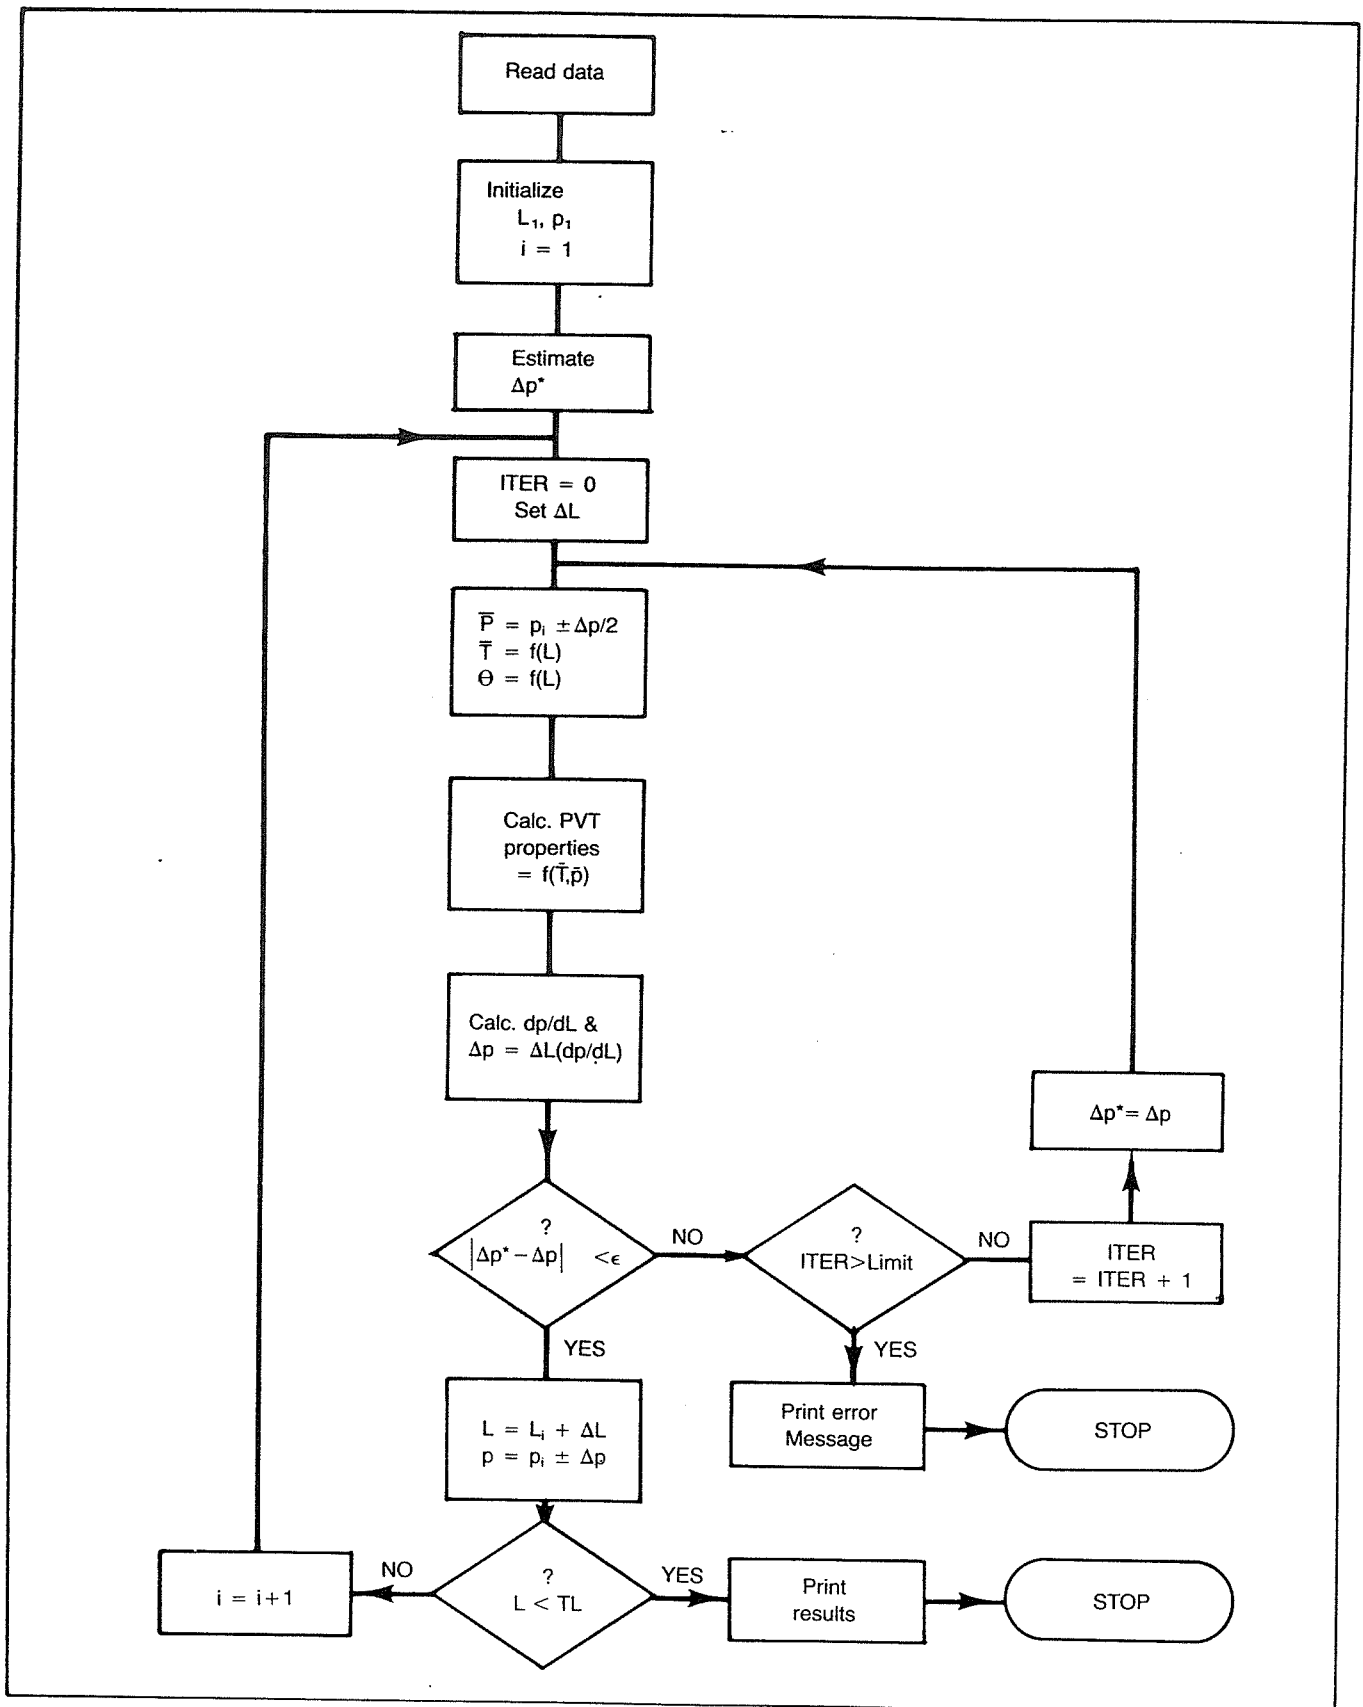 Read data
Initialize
L₁, p₁
i = 1
Estimate
Δp*
ITER = 0
Set ΔL
P̅ = pᵢ ±Δp/2
T̅ = f(L)
Θ = f(L)
Calc. PVT
properties
= f(T̄,p̄)
Calc. dp/dL &
Δp = ΔL(dp/dL)
?
|Δp* – Δp| <ϵ
NO
?
ITER>Limit
NO
ITER
= ITER + 1
Δp*= Δp
YES
YES
Print error
Message
STOP
L = Lᵢ + ΔL
p = pᵢ ± Δp
?
L < TL
NO
i = i+1
YES
Print
results
STOP